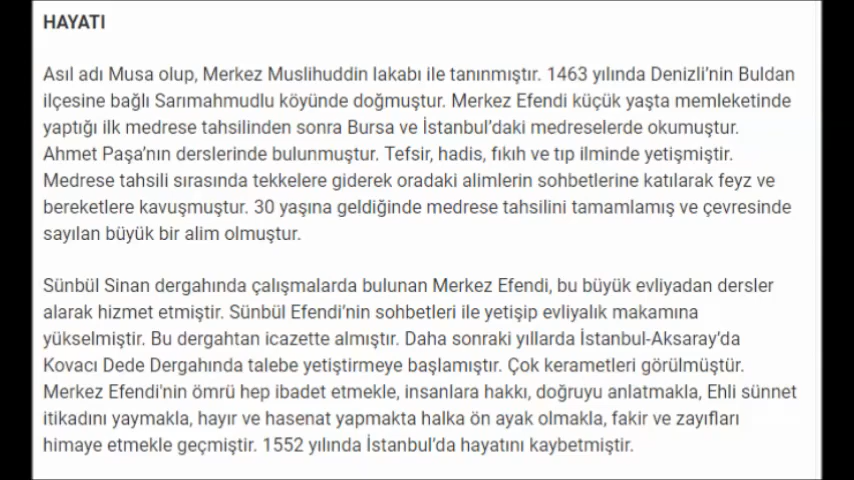 HAYATI
Asıl adı Musa olup, Merkez Muslihuddin lakabı ile tanınmıştır. 1463 yılında Denizli’nin Buldan
ilçesine bağlı Sarımahmudlu köyünde doğmuştur. Merkez Efendi küçük yaşta memleketinde
yaptığı ilk medrese tahsilinden sonra Bursa ve İstanbul’daki medreselerde okumuştur.
Ahmet Paşa’nın derslerinde bulunmuştur. Tefsir, hadis, fıkıh ve tıp ilminde yetişmiştir.
Medrese tahsili sırasında tekkelere giderek oradaki alimlerin sohbetlerine katılarak feyz ve
bereketlere kavuşmuştur. 30 yaşına geldiğinde medrese tahsilini tamamlamış ve çevresinde
sayılan büyük bir alim olmuştur.
Sünbül Sinan dergahında çalışmalarda bulunan Merkez Efendi, bu büyük evliyadan dersler
alarak hizmet etmiştir. Sünbül Efendi’nin sohbetleri ile yetişip evliyalık makamına
yükselmiştir. Bu dergahtan icazette almıştır. Daha sonraki yıllarda İstanbul-Aksaray’da
Kovacı Dede Dergahında talebe yetiştirmeye başlamıştır. Çok kerametleri görülmüştür.
Merkez Efendi’nin ömrü hep ibadet etmekle, insanlara hakkı, doğruyu anlatmakla, Ehli sünnet
itikadını yaymakla, hayır ve hasenat yapmakta halka ön ayak olmakla, fakir ve zayıfları
himaye etmekle geçmiştir. 1552 yılında İstanbul’da hayatını kaybetmiştir.